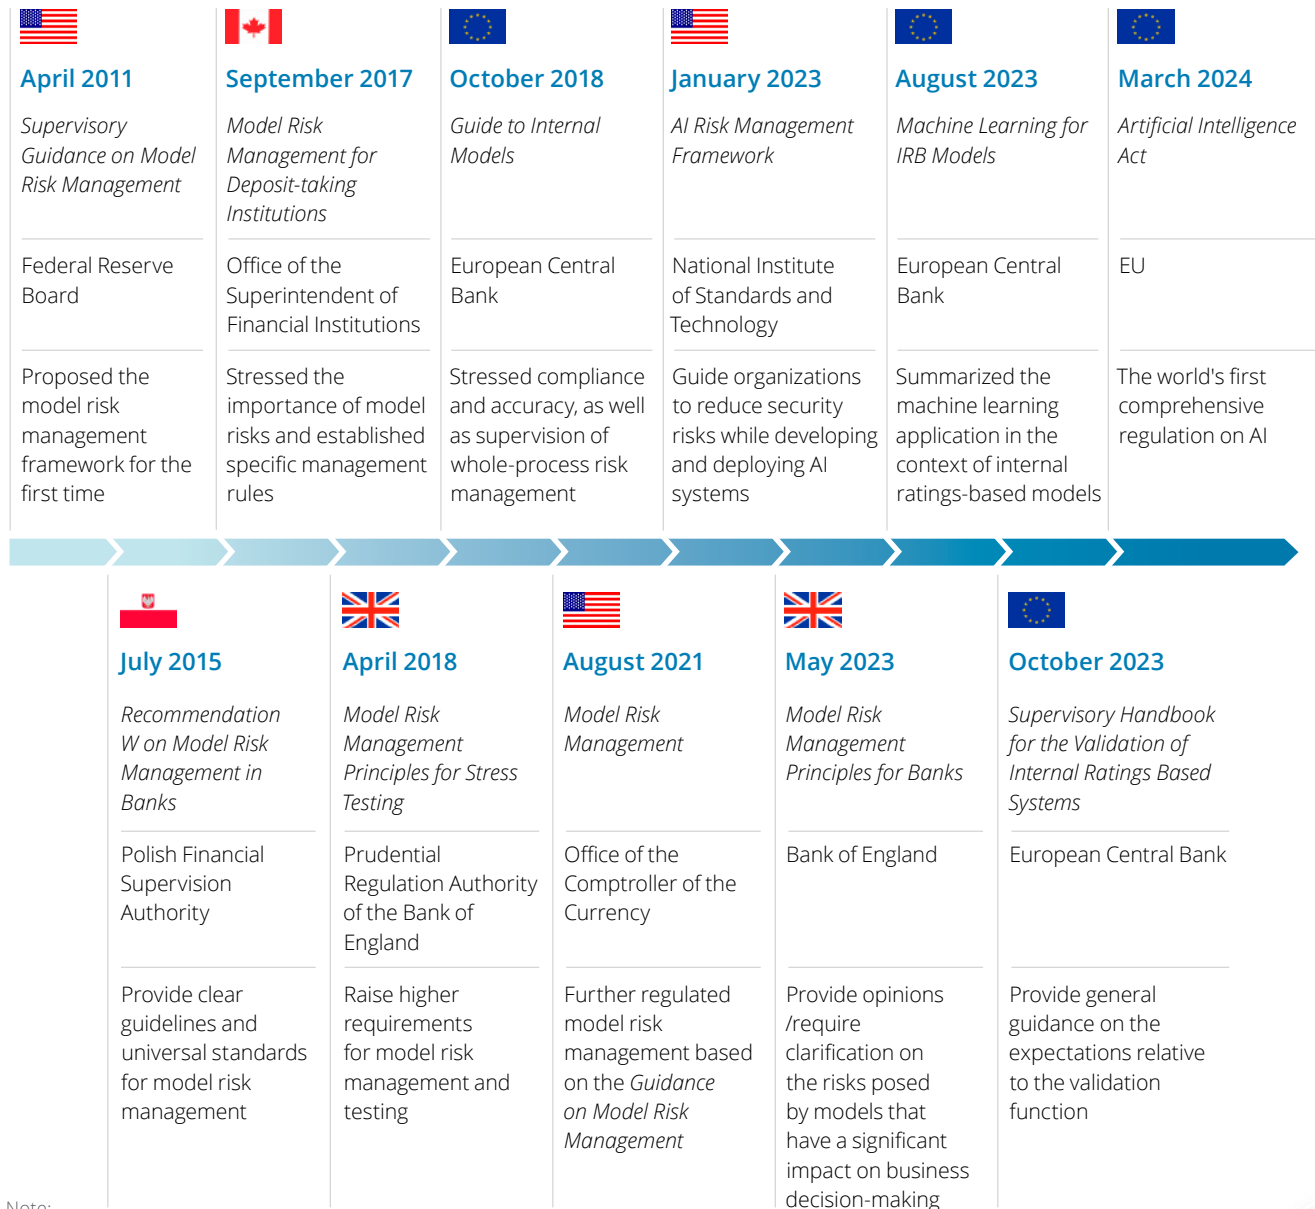 April 2011
Supervisory
Guidance on Model
Risk Management
Federal Reserve
Board
Proposed the
model risk
management
framework for the
first time
September 2017
Model Risk
Management for
Deposit-taking
Institutions
Office of the
Superintendent of
Financial Institutions
Stressed the
importance of model
risks and established
specific management
rules
October 2018
Guide to Internal
Models
European Central
Bank
Stressed compliance
and accuracy, as well
as supervision of
whole-process risk
management
January 2023
AI Risk Management
Framework
National Institute
of Standards and
Technology
Guide organizations
to reduce security
risks while developing
and deploying AI
systems
August 2023
Machine Learning for
IRB Models
European Central
Bank
Summarized the
machine learning
application in the
context of internal
ratings-based models
March 2024
Artificial Intelligence
Act
EU
The world's first
comprehensive
regulation on AI
July 2015
Recommendation
W on Model Risk
Management in
Banks
Polish Financial
Supervision
Authority
Provide clear
guidelines and
universal standards
for model risk
management
April 2018
Model Risk
Management
Principles for Stress
Testing
Prudential
Regulation Authority
of the Bank of
England
Raise higher
requirements
for model risk
management and
testing
August 2021
Model Risk
Management
Office of the
Comptroller of the
Currency
Further regulated
model risk
management based
on the Guidance
on Model Risk
Management
May 2023
Model Risk
Management
Principles for Banks
Bank of England
Provide opinions
/require
clarification on
the risks posed
by models that
have a significant
impact on business
decision-making
October 2023
Supervisory Handbook
for the Validation of
Internal Ratings Based
Systems
European Central Bank
Provide general
guidance on the
expectations relative
to the validation
function
Note: